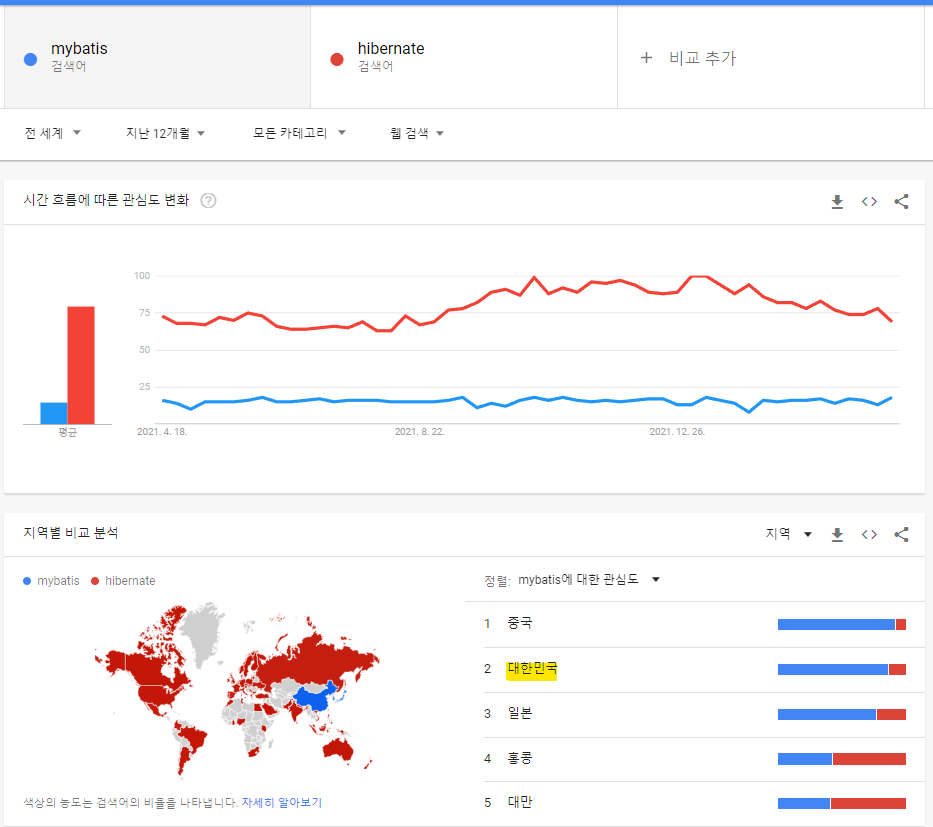 mybatis
검색어
hibernate
검색어
+ 비교 추가
전 세계
지난 12개월
모든 카테고리
웹 검색
시간 흐름에 따른 관심도 변화 ?
100
75
50
25
평균
2021. 4. 18.
2021. 8. 22.
2021. 12. 26.
지역별 비교 분석
지역
mybatis
hibernate
정렬: mybatis에 대한 관심도
1 중국
2 대한민국
3 일본
4 홍콩
5 대만
색상의 농도는 검색어의 비율을 나타냅니다. 자세히 알아보기